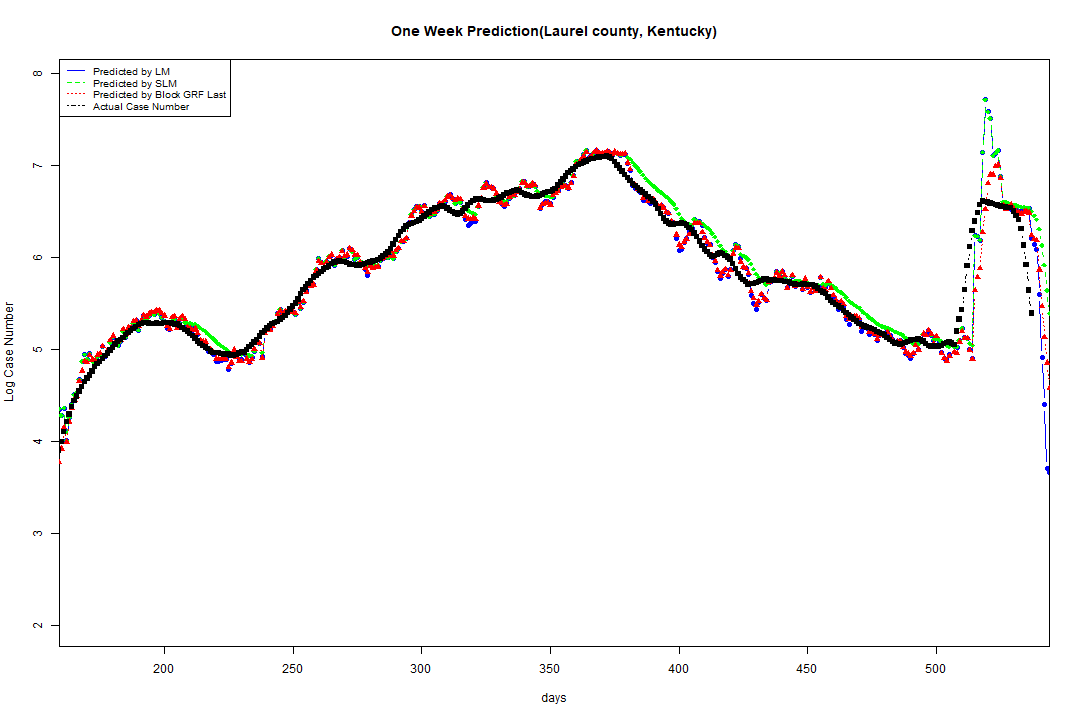 One Week Prediction(Laurel county, Kentucky)
Predicted by LM
Predicted by SLM
Predicted by Block GRF Last
Actual Case Number
8
7
6
5
4
3
2
Log Case Number
200 250 300 350 400 450 500
days